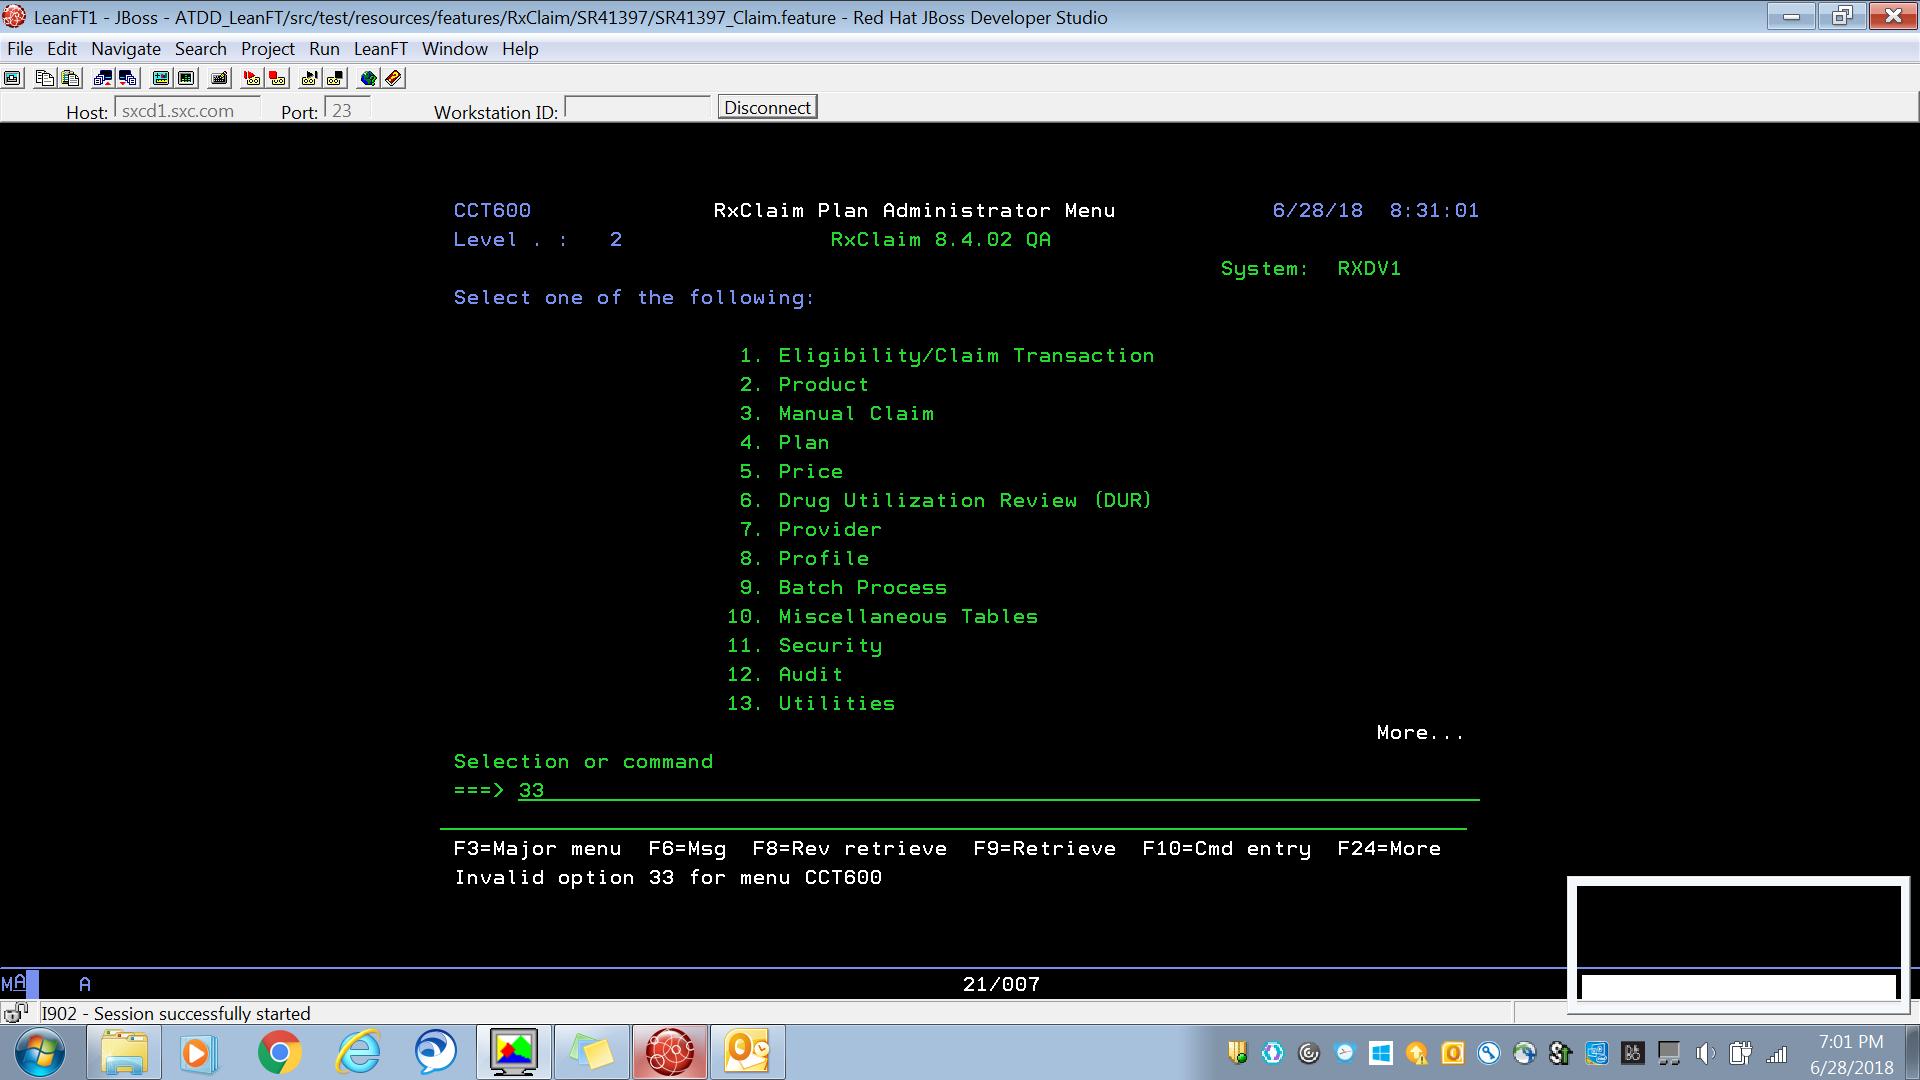 LeanFT1 - JBoss - ATDD_LeanFT/src/test/resources/features/RxClaim/SR41397/SR41397_Claim.feature - Red Hat JBoss Developer Studio
File Edit Navigate Search Project Run LeanFT Window Help
Host: sxcd1.sxc.com Port: 23 Workstation ID: Disconnect
CCT600 RxClaim Plan Administrator Menu 6/28/18 8:31:01
Level . : 2 RxClaim 8.4.02 QA
System: RXDV1
Select one of the following:
1. Eligibility/Claim Transaction
2. Product
3. Manual Claim
4. Plan
5. Price
6. Drug Utilization Review (DUR)
7. Provider
8. Profile
9. Batch Process
10. Miscellaneous Tables
11. Security
12. Audit
13. Utilities
More...
Selection or command
===> 33
F3=Major menu F6=Msg F8=Rev retrieve F9=Retrieve F10=Cmd entry F24=More
Invalid option 33 for menu CCT600
MA A 21/007
I902 - Session successfully started
7:01 PM
6/28/2018